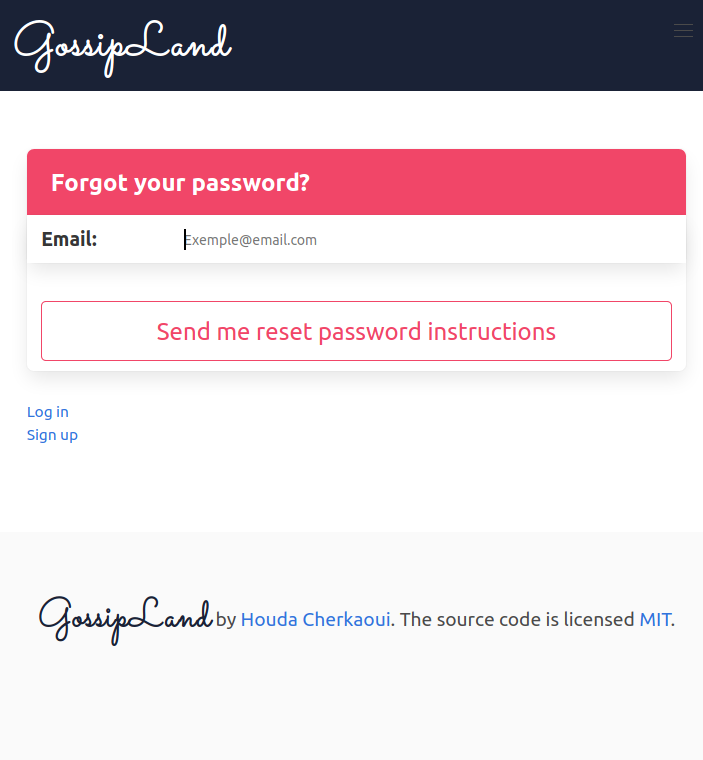 GossipLand
Forgot your password?
Email:
Exemple@email.com
Send me reset password instructions
Log in
Sign up
GossipLand by Houda Cherkaoui. The source code is licensed MIT.